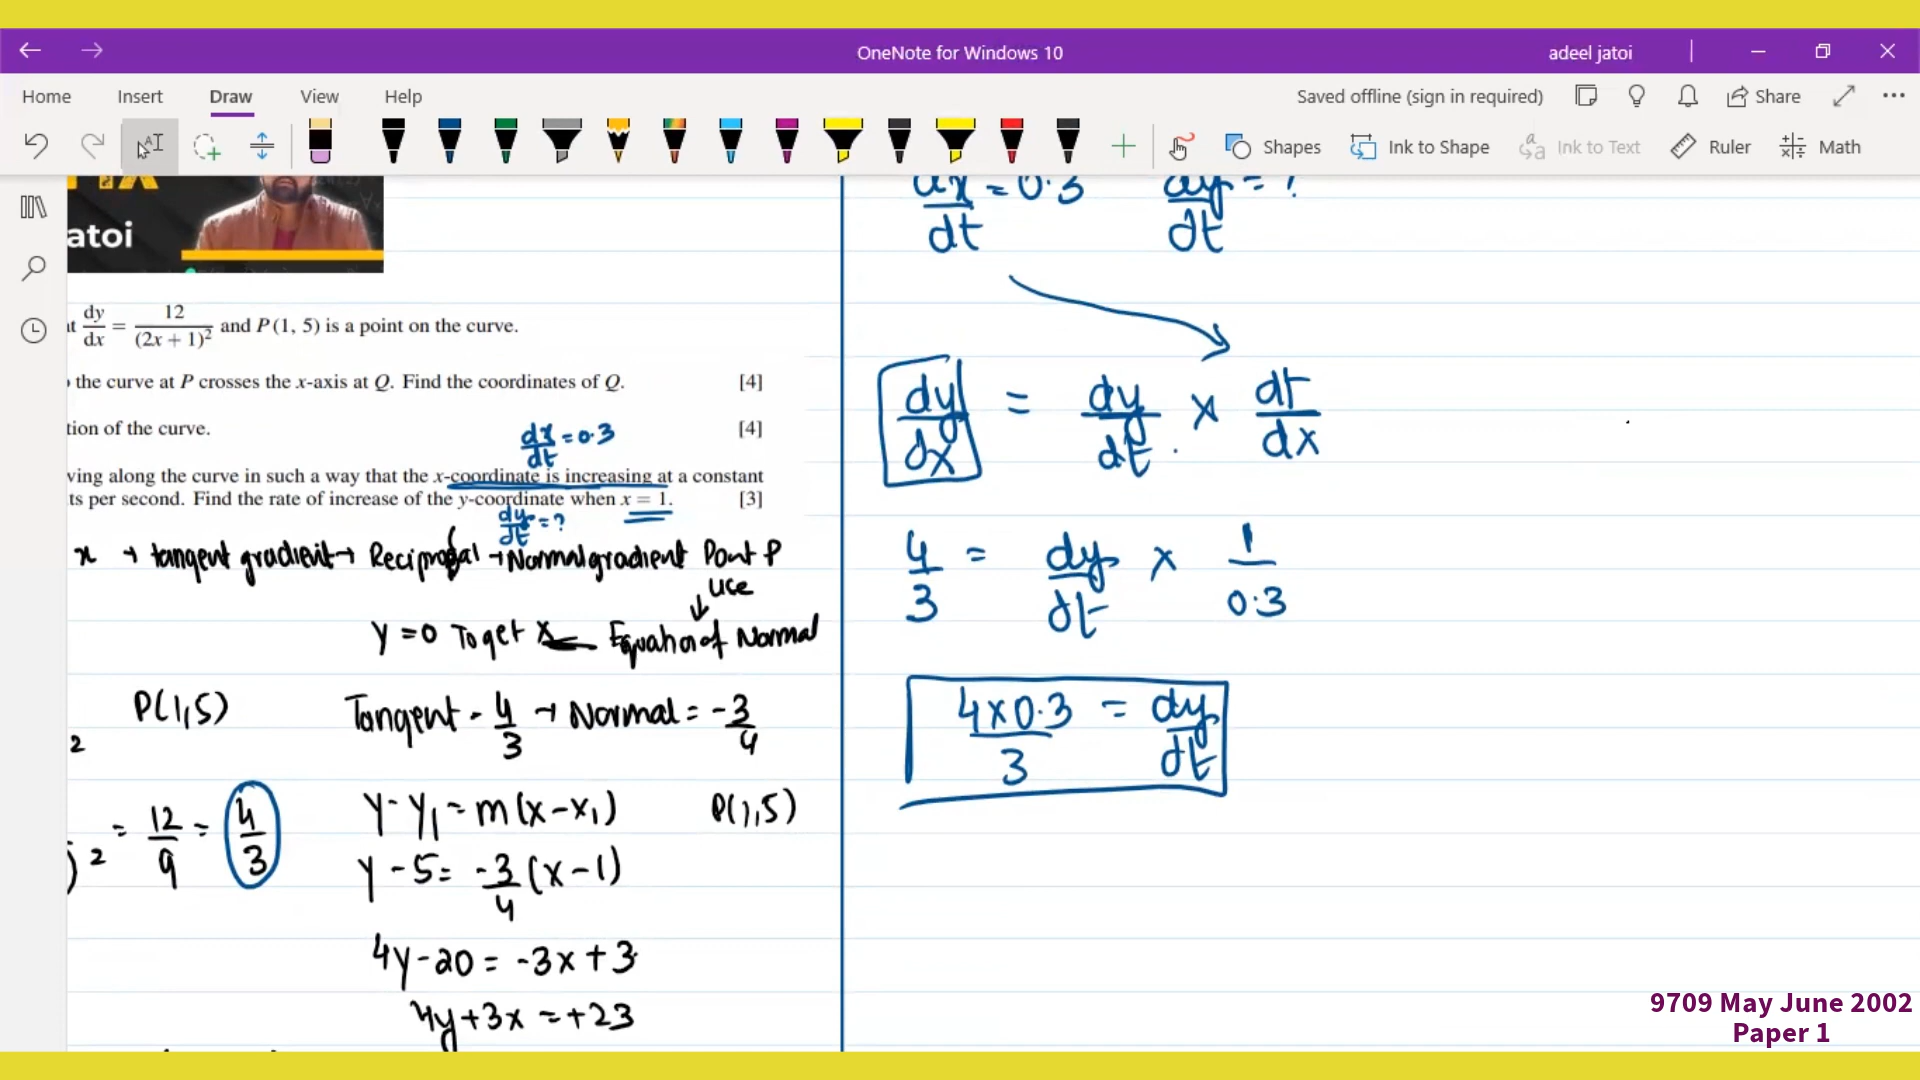 OneNote for Windows 10
adeel jatoi
Home Insert Draw View Help
Saved offline (sign in required)
Share
Shapes
Ink to Shape
Ink to Text
Ruler
Math
atoi
dy/dx = 12/(2x + 1)² and P(1, 5) is a point on the curve.
the curve at P crosses the x-axis at Q. Find the coordinates of Q. [4]
tion of the curve. [4]
dx/dt = 0.3
ving along the curve in such a way that the x-coordinate is increasing at a constant
ts per second. Find the rate of increase of the y-coordinate when x = 1. [3]
dy/dt = ?
x → tangent gradient → Reciprocal → Normal gradient Point P
Use
y = 0 To get x ← Equation of Normal
P(1,5)
Tangent - 4/3 → Normal = -3/4
2
)² = 12/9 = 4/3
y - y₁ = m(x - x₁) P(1,5)
y - 5 = -3/4 (x - 1)
4y - 20 = -3x + 3
4y + 3x = +23
dx/dt = 0.3 dy/dt = ?
dy/dx = dy/dt × dt/dx
4/3 = dy/dt × 1/0.3
4 × 0.3/3 = dy/dt
9709 May June 2002
Paper 1